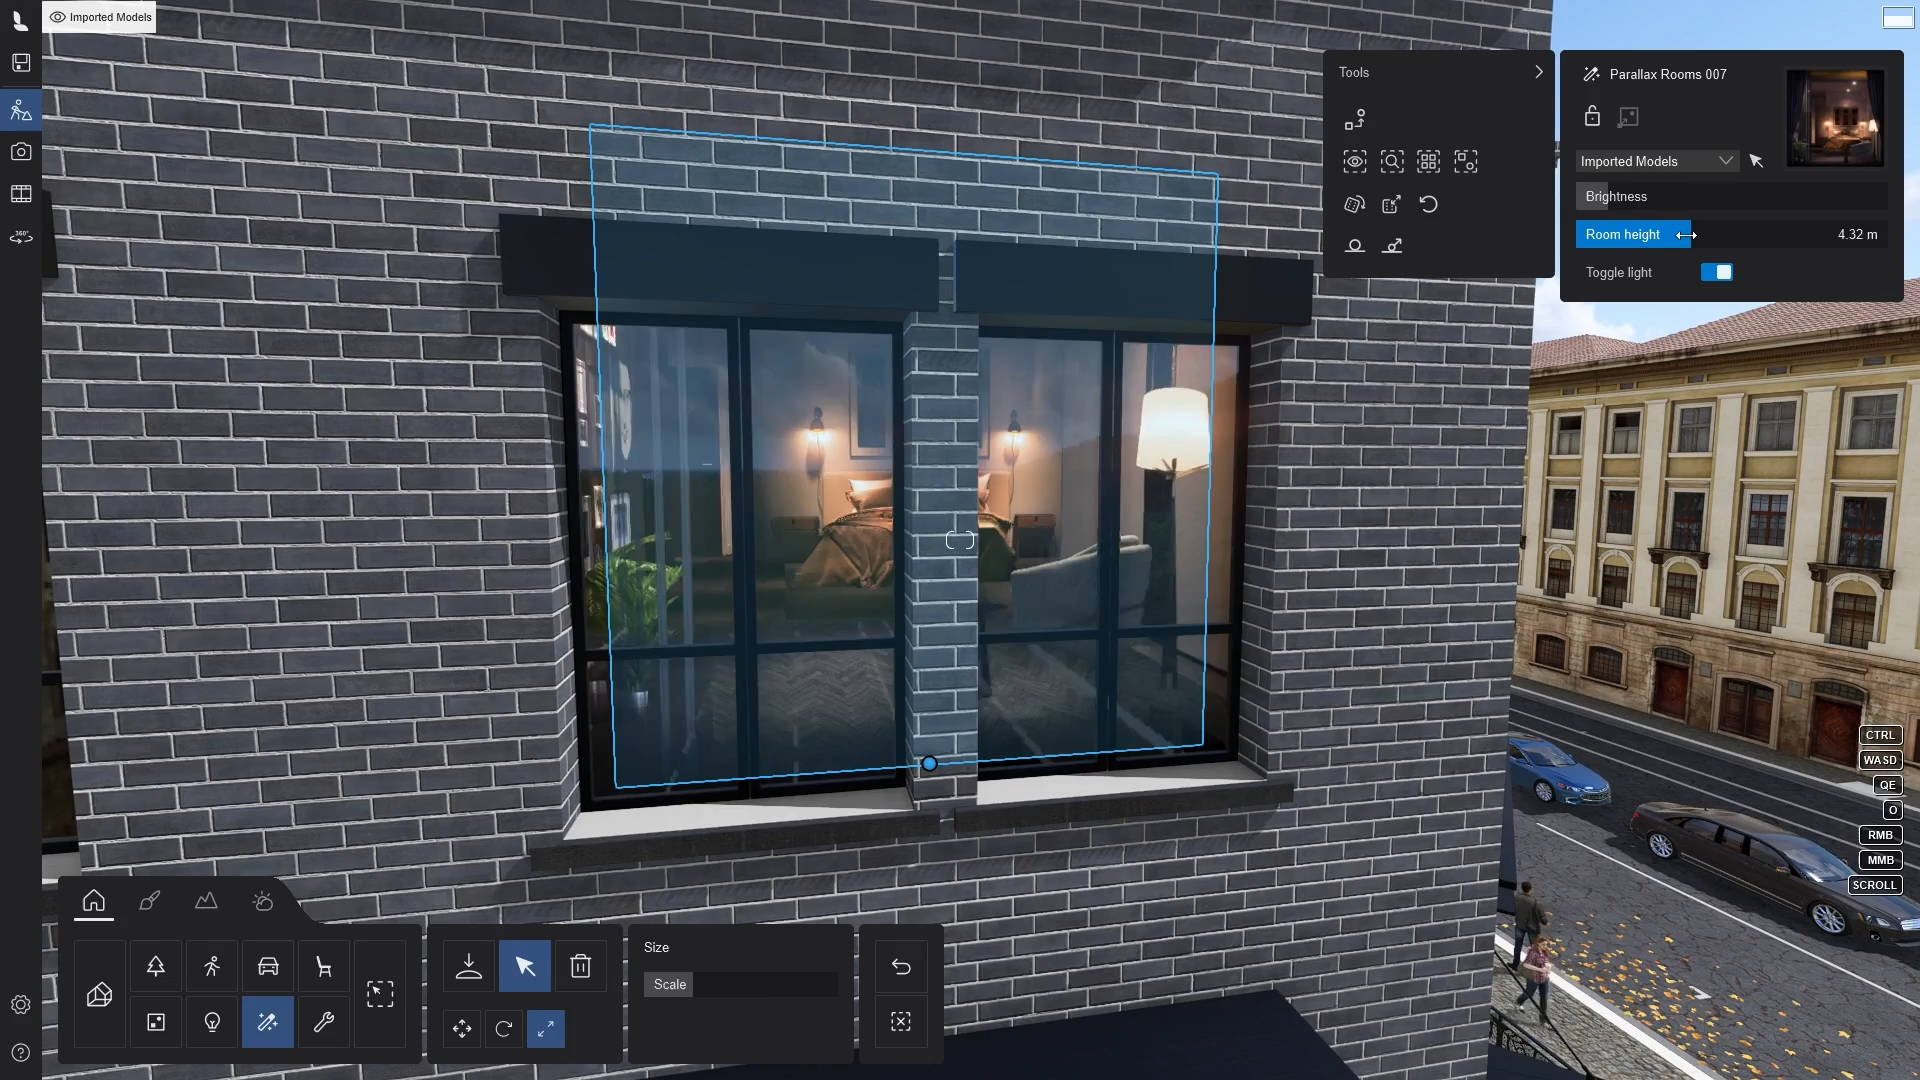 Imported Models
Tools
Parallax Rooms 007
Imported Models
Brightness
Room height 4.32 m
Toggle light
360°
CTRL
WASD
QE
O
RMB
MMB
SCROLL
Size
Scale